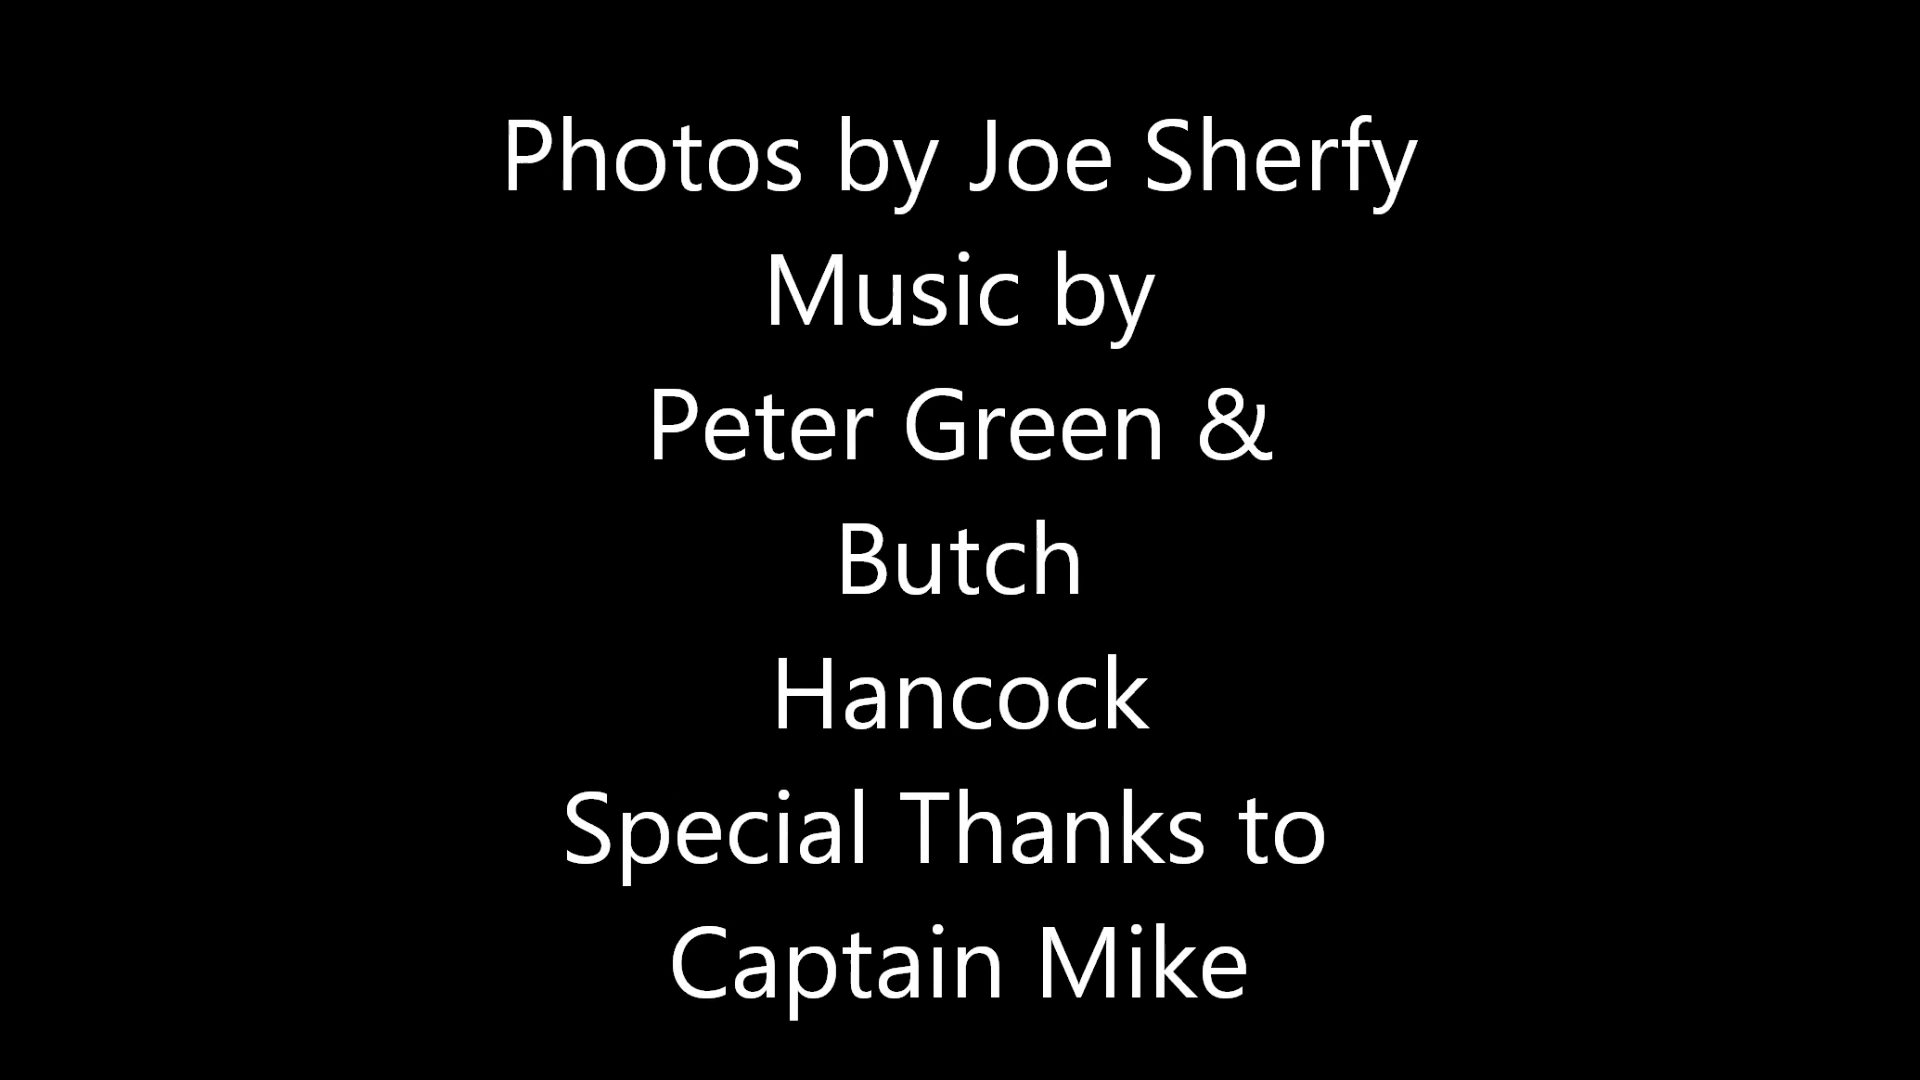 Photos by Joe Sherfy
Music by
Peter Green &
Butch
Hancock
Special Thanks to
Captain Mike